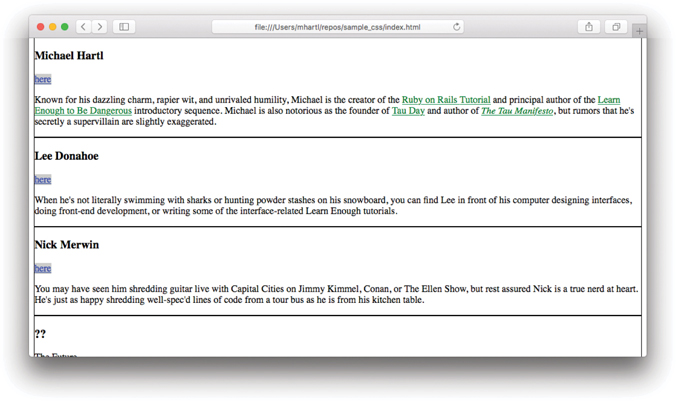 file:///Users/mhartl/repos/sample_css/index.html
Michael Hartl
here
Known for his dazzling charm, rapier wit, and unrivaled humility, Michael is the creator of the Ruby on Rails Tutorial and principal author of the Learn
Enough to Be Dangerous introductory sequence. Michael is also notorious as the founder of Tau Day and author of The Tau Manifesto, but rumors that he's
secretly a supervillain are slightly exaggerated.
Lee Donahoe
here
When he's not literally swimming with sharks or hunting powder stashes on his snowboard, you can find Lee in front of his computer designing interfaces,
doing front-end development, or writing some of the interface-related Learn Enough tutorials.
Nick Merwin
here
You may have seen him shredding guitar live with Capital Cities on Jimmy Kimmel, Conan, or The Ellen Show, but rest assured Nick is a true nerd at heart.
He's just as happy shredding well-spec'd lines of code from a tour bus as he is from his kitchen table.
??
The Future